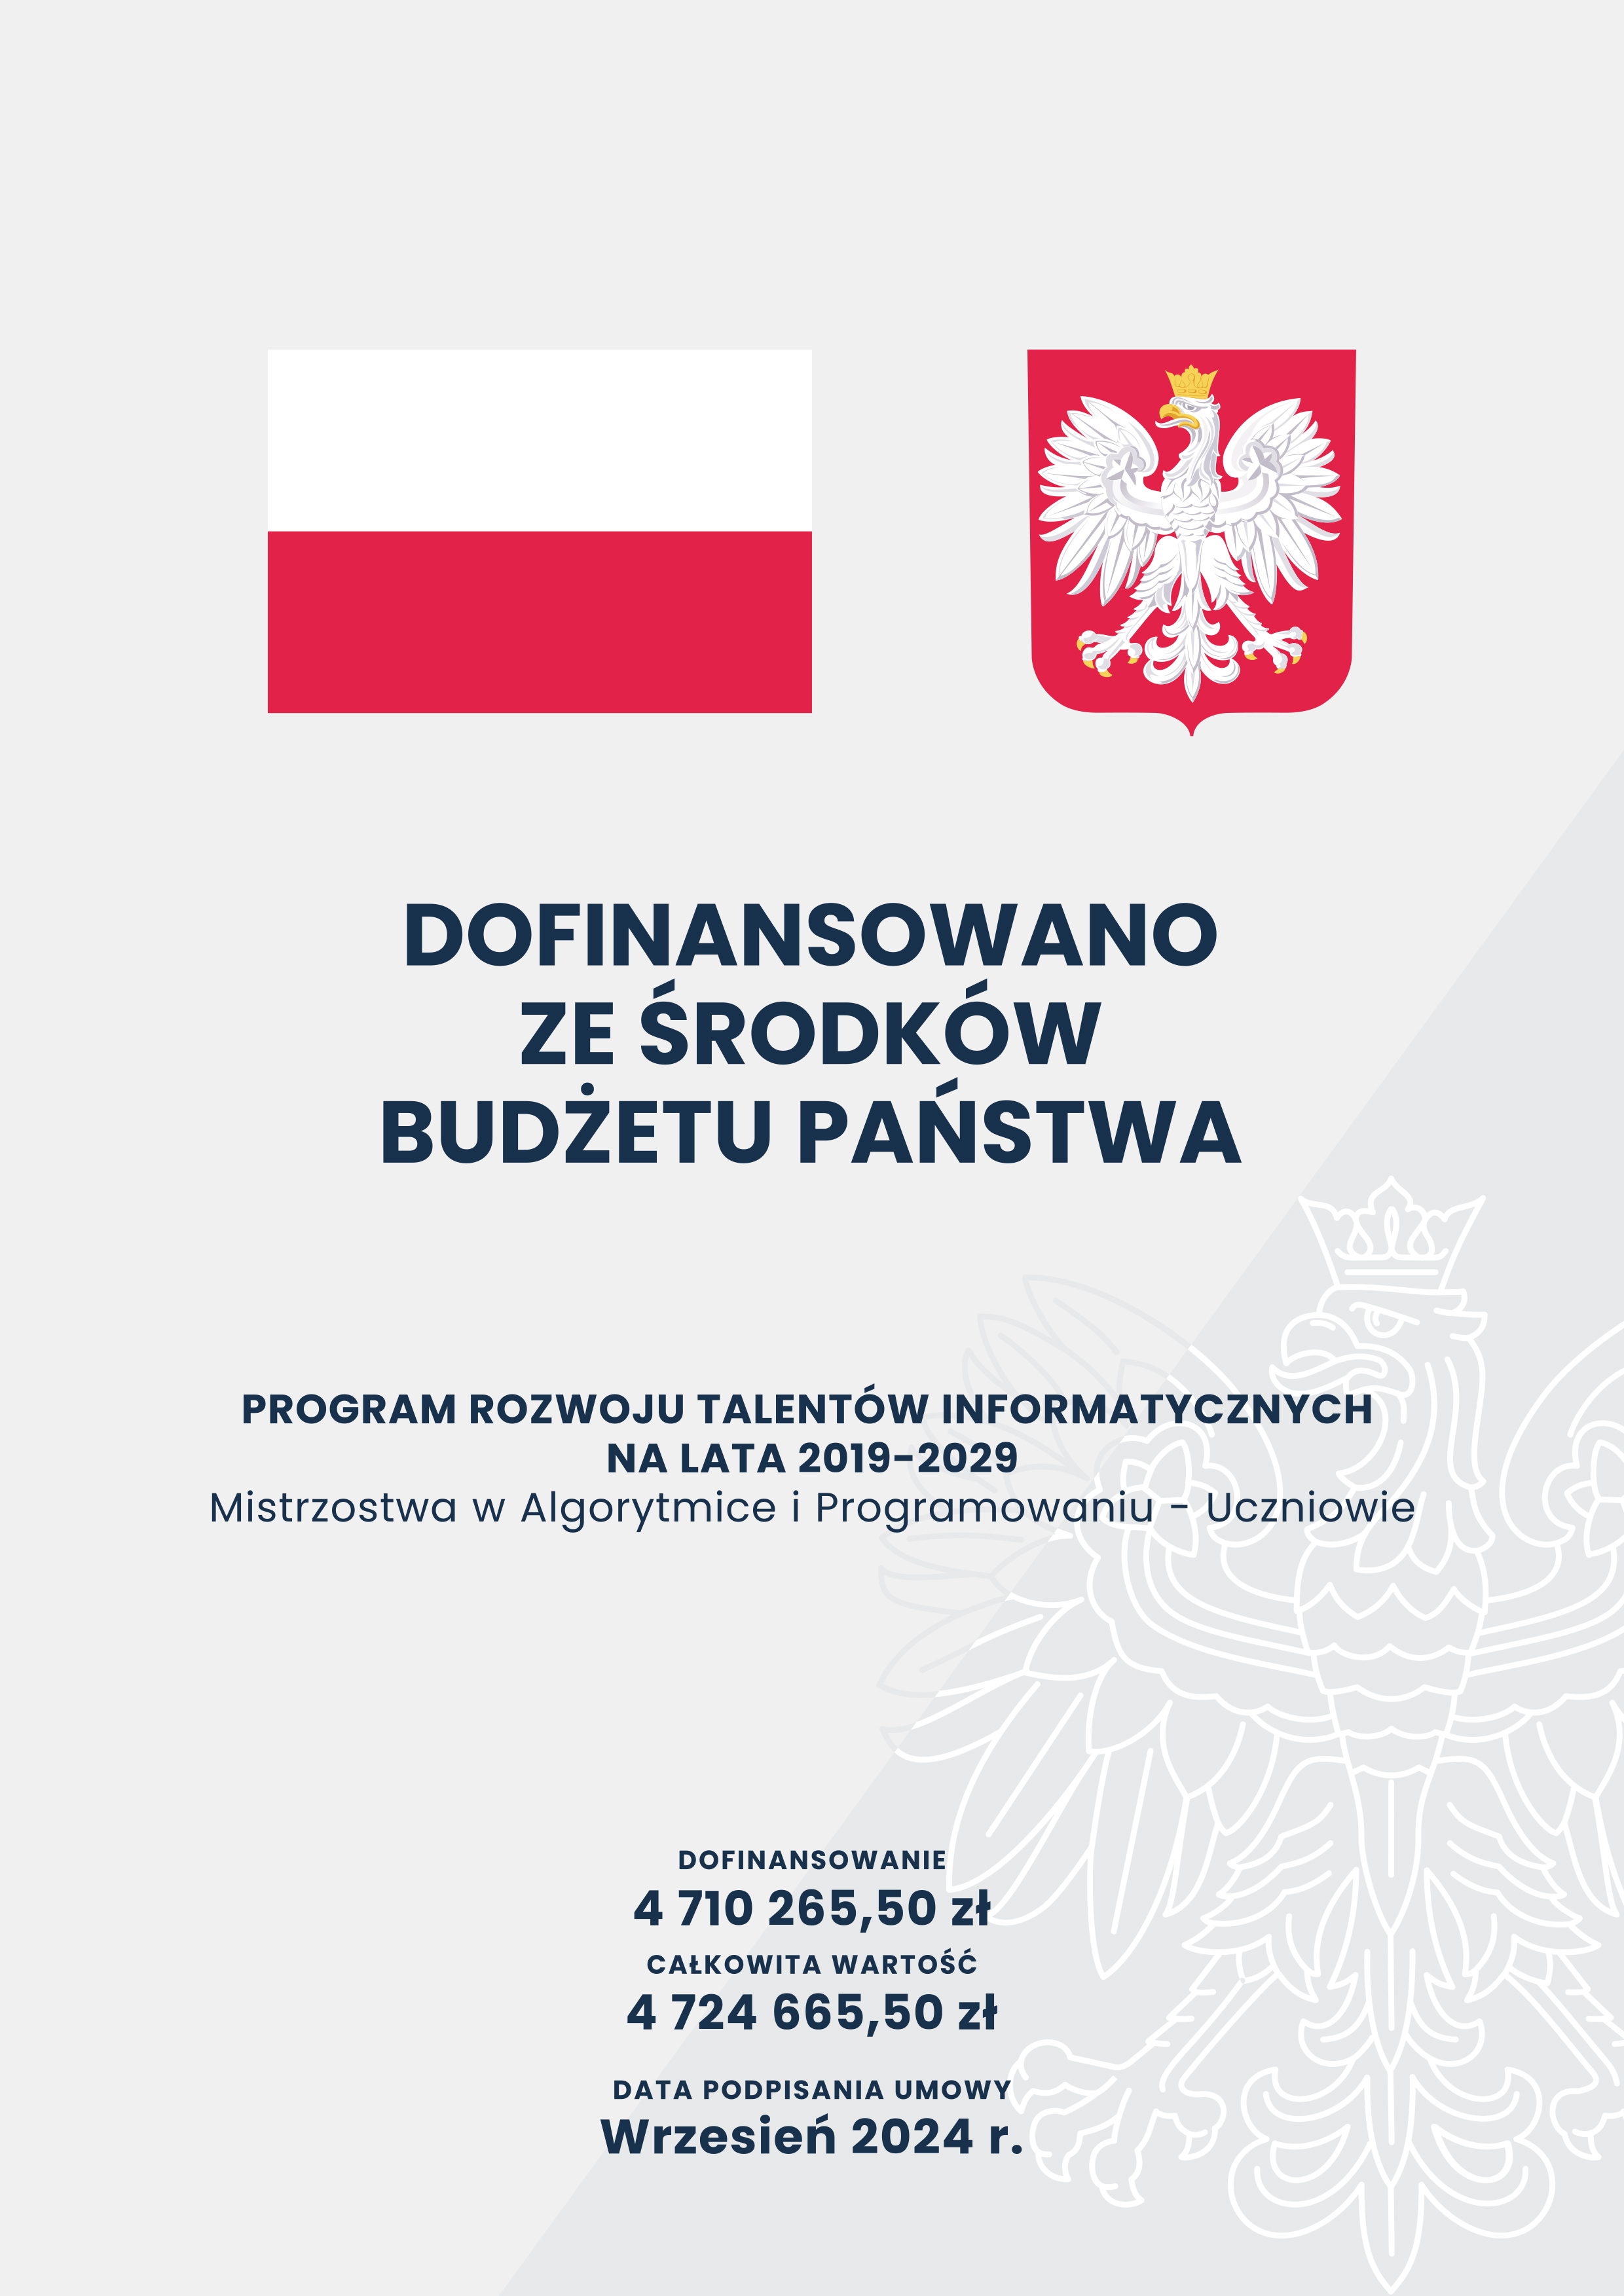 DOFINANSOWANO
ZE ŚRODKÓW
BUDŻETU PAŃSTWA
PROGRAM ROZWOJU TALENTÓW INFORMATYCZNYCH
NA LATA 2019-2029
Mistrzostwa w Algorytmice i Programowaniu - Uczniowie
DOFINANSOWANIE
4 710 265,50 zł
CAŁKOWITA WARTOŚĆ
4 724 665,50 zł
DATA PODPISANIA UMOWY
Wrzesień 2024 r.